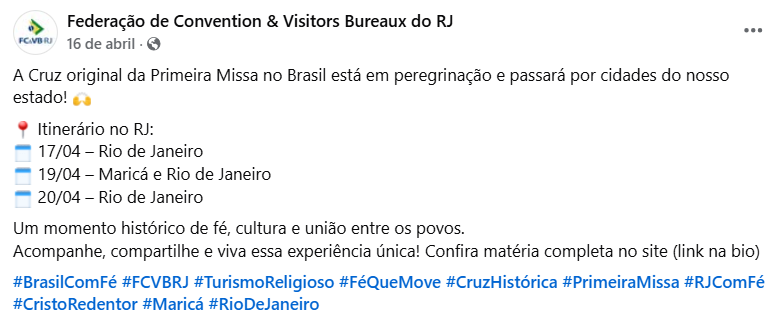 FC&VB-RJ
Federação de Convention & Visitors Bureaux do RJ
16 de abril ·
A Cruz original da Primeira Missa no Brasil está em peregrinação e passará por cidades do nosso
estado! 🙌
📍 Itinerário no RJ:
🗓 17/04 – Rio de Janeiro
🗓 19/04 – Maricá e Rio de Janeiro
🗓 20/04 – Rio de Janeiro
Um momento histórico de fé, cultura e união entre os povos.
Acompanhe, compartilhe e viva essa experiência única! Confira matéria completa no site (link na bio)
#BrasilComFé #FCVBRJ #TurismoReligioso #FéQueMove #CruzHistórica #PrimeiraMissa #RJComFé
#CristoRedentor #Maricá #RioDeJaneiro